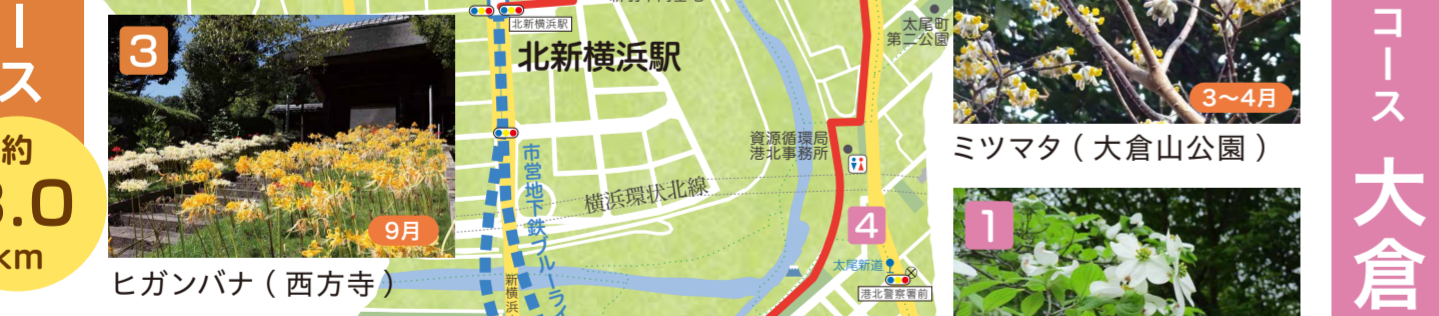 ース
約
3.0
km
3
9月
ヒガンバナ ( 西方寺 )
北新横浜駅
北新横浜駅
市営地下鉄ブルーライ
新横浜
横浜環状北線
資源循環局
港北事務所
太尾町
第二公園
4
太尾新道
港北警察署前
3〜4月
ミツマタ ( 大倉山公園 )
1
コース 大倉